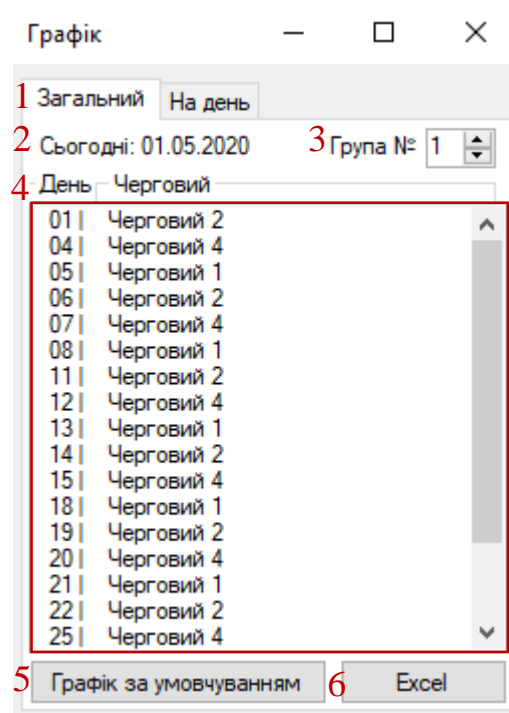 Графік
1 Загальний На день
2 Сьогодні: 01.05.2020 3 Група № 1
4 День Черговий
01| Черговий 2
04| Черговий 4
05| Черговий 1
06| Черговий 2
07| Черговий 4
08| Черговий 1
11| Черговий 2
12| Черговий 4
13| Черговий 1
14| Черговий 2
15| Черговий 4
18| Черговий 1
19| Черговий 2
20| Черговий 4
21| Черговий 1
22| Черговий 2
25| Черговий 4
5 Графік за умовчуванням 6 Excel